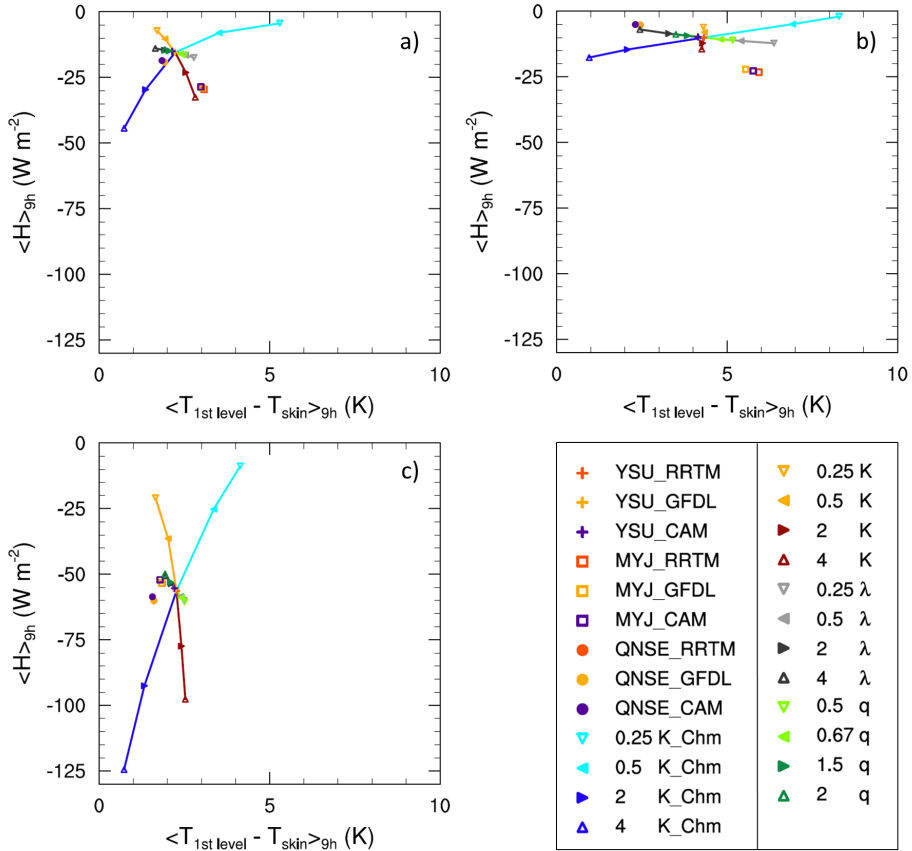 0
-25
-50
-75
-100
-125
<H>9h (W m-2)
a)
0 5 10
<T1st level - Tskin>9h (K)
0
-25
-50
-75
-100
-125
<H>9h (W m-2)
b)
0 5 10
<T1st level - Tskin>9h (K)
0
-25
-50
-75
-100
-125
<H>9h (W m-2)
c)
0 5 10
<T1st level - Tskin>9h (K)
YSU_RRTM
YSU_GFDL
YSU_CAM
MYJ_RRTM
MYJ_GFDL
MYJ_CAM
QNSE_RRTM
QNSE_GFDL
QNSE_CAM
0.25 K_Chm
0.5 K_Chm
2 K_Chm
4 K_Chm
0.25 K
0.5 K
2 K
4 K
0.25 λ
0.5 λ
2 λ
4 λ
0.5 q
0.67 q
1.5 q
2 q